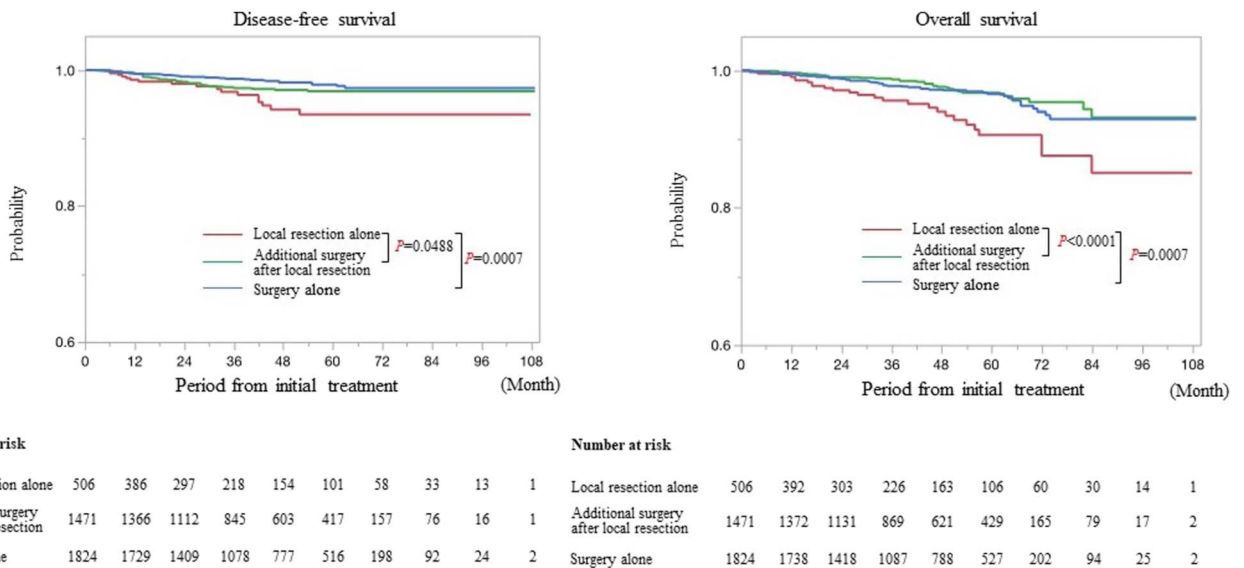 Disease-free survival
1.0
0.8
0.6
Probability
Local resection alone
Additional surgery
after local resection
Surgery alone
P=0.0488
P=0.0007
0 12 24 36 48 60 72 84 96 108
Period from initial treatment (Month)
Overall survival
1.0
0.8
0.6
Probability
Local resection alone
Additional surgery
after local resection
Surgery alone
P<0.0001
P=0.0007
0 12 24 36 48 60 72 84 96 108
Period from initial treatment (Month)
risk
ion alone 506 386 297 218 154 101 58 33 13 1
urgery
esection 1471 1366 1112 845 603 417 157 76 16 1
e 1824 1729 1409 1078 777 516 198 92 24 2
Number at risk
Local resection alone 506 392 303 226 163 106 60 30 14 1
Additional surgery
after local resection 1471 1372 1131 869 621 429 165 79 17 2
Surgery alone 1824 1738 1418 1087 788 527 202 94 25 2